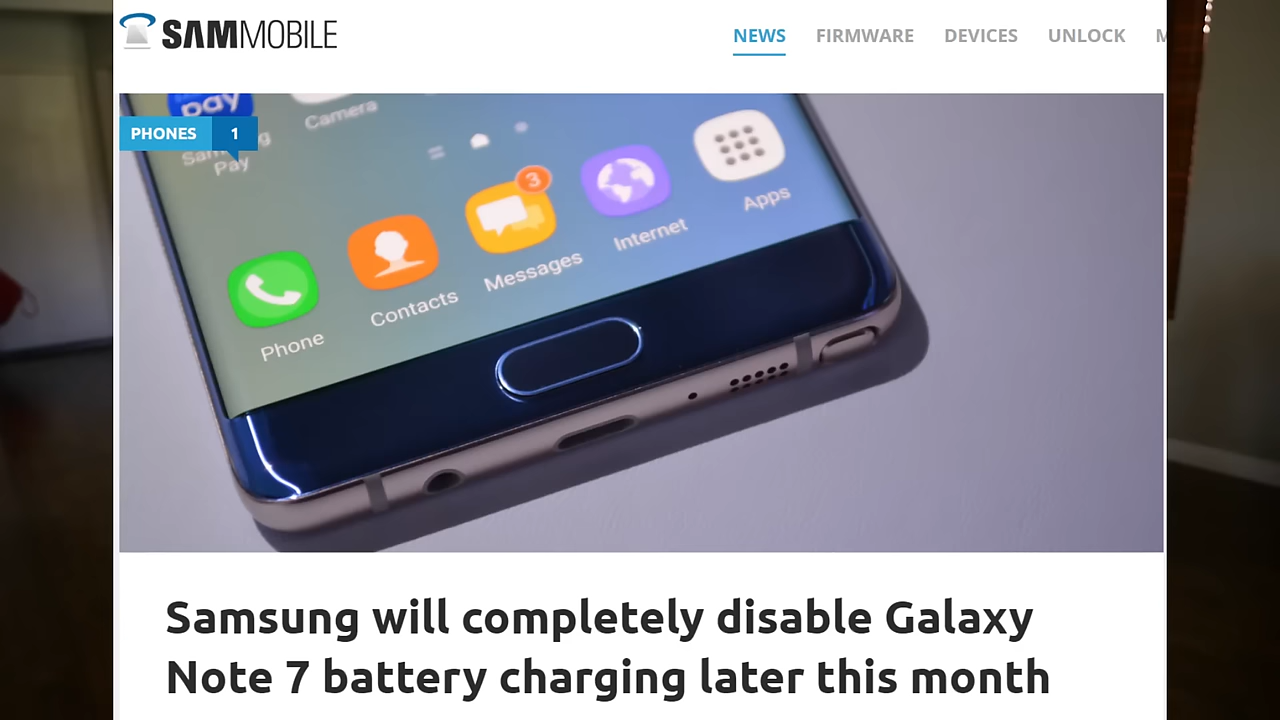 SAMMOBILE
NEWS FIRMWARE DEVICES UNLOCK M
pay
Camera
PHONES 1
Samsung
Pay
3
Apps
Internet
Messages
Contacts
Phone
Samsung will completely disable Galaxy
Note 7 battery charging later this month